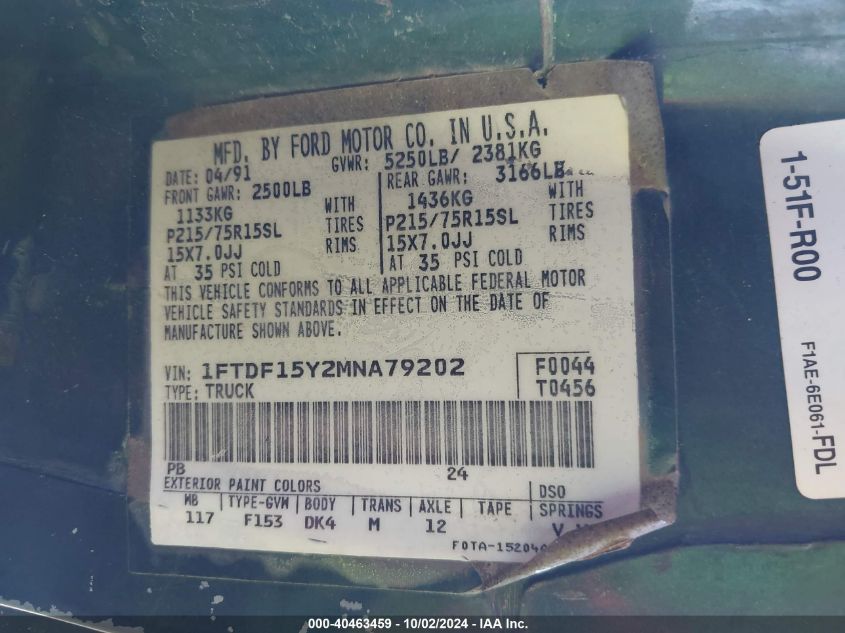 MFD. BY FORD MOTOR CO. IN U.S.A.
DATE: 04/91 GVWR: 5250LB/ 2381KG
FRONT GAWR: 2500LB REAR GAWR: 3166LB
1133KG WITH 1436KG WITH
P215/75R15SL TIRES P215/75R15SL TIRES
15X7.0JJ RIMS 15X7.0JJ RIMS
AT 35 PSI COLD AT 35 PSI COLD
THIS VEHICLE CONFORMS TO ALL APPLICABLE FEDERAL MOTOR
VEHICLE SAFETY STANDARDS IN EFFECT ON THE DATE OF
MANUFACTURE SHOWN ABOVE.
VIN: 1FTDF15Y2MNA79202 F0044
TYPE: TRUCK T0456
PB 24
EXTERIOR PAINT COLORS DSO
WB TYPE-GVW BODY TRANS AXLE TAPE SPRINGS
117 F153 DK4 M 12 V
1-51F-R00
F1AE-6E061-FDL
000-40463459 - 10/02/2024 - IAA Inc.